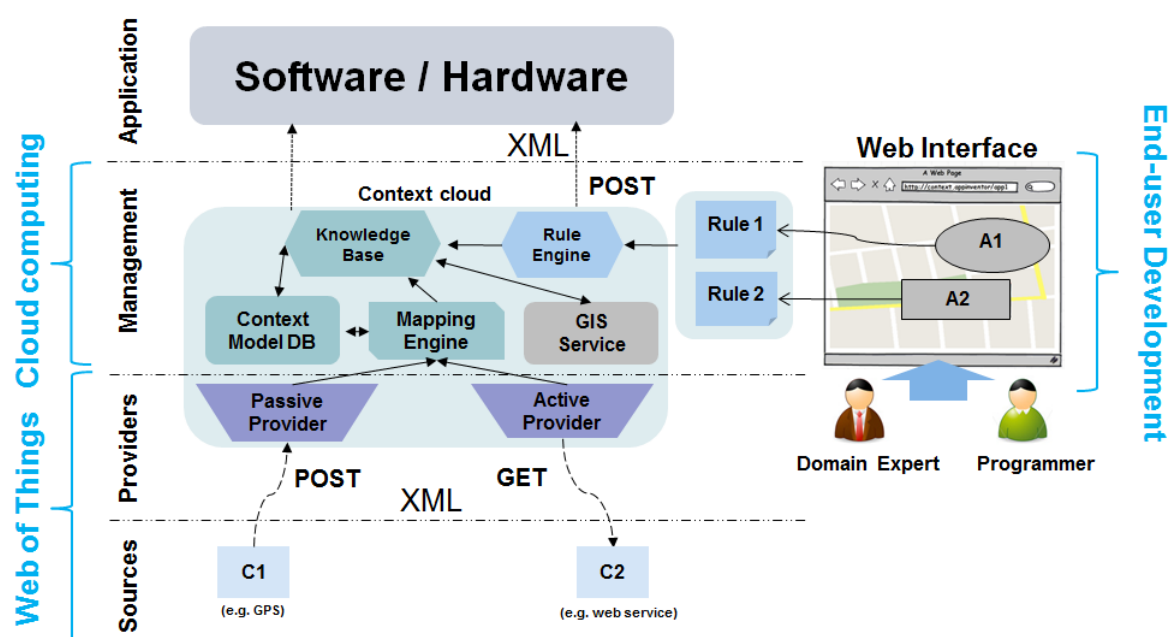 Application
Software / Hardware
XML
Cloud computing
Management
Context cloud
POST
Knowledge
Base
Rule
Engine
Context
Model DB
Mapping
Engine
GIS
Service
Rule 1
Rule 2
Web Interface
A Web Page
http://context.appinventor/appl
A1
A2
End-user Development
Domain Expert
Programmer
Web of Things
Providers
Passive
Provider
Active
Provider
POST
GET
XML
Sources
C1
(e.g. GPS)
C2
(e.g. web service)